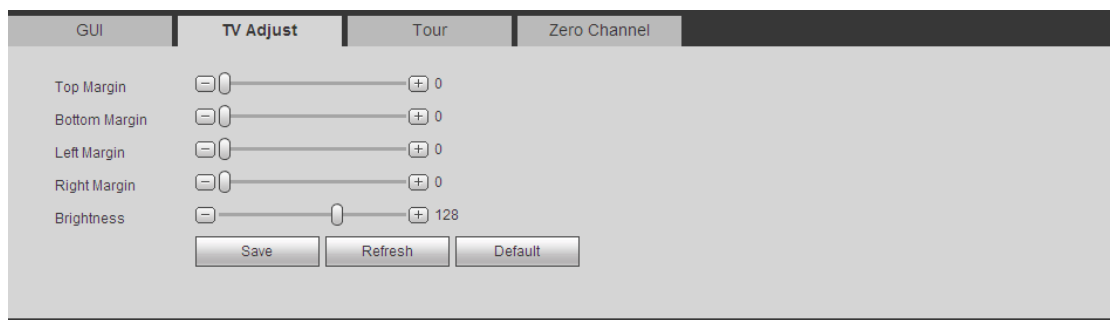 GUI TV Adjust Tour Zero Channel
Top Margin 0
Bottom Margin 0
Left Margin 0
Right Margin 0
Brightness 128
Save Refresh Default